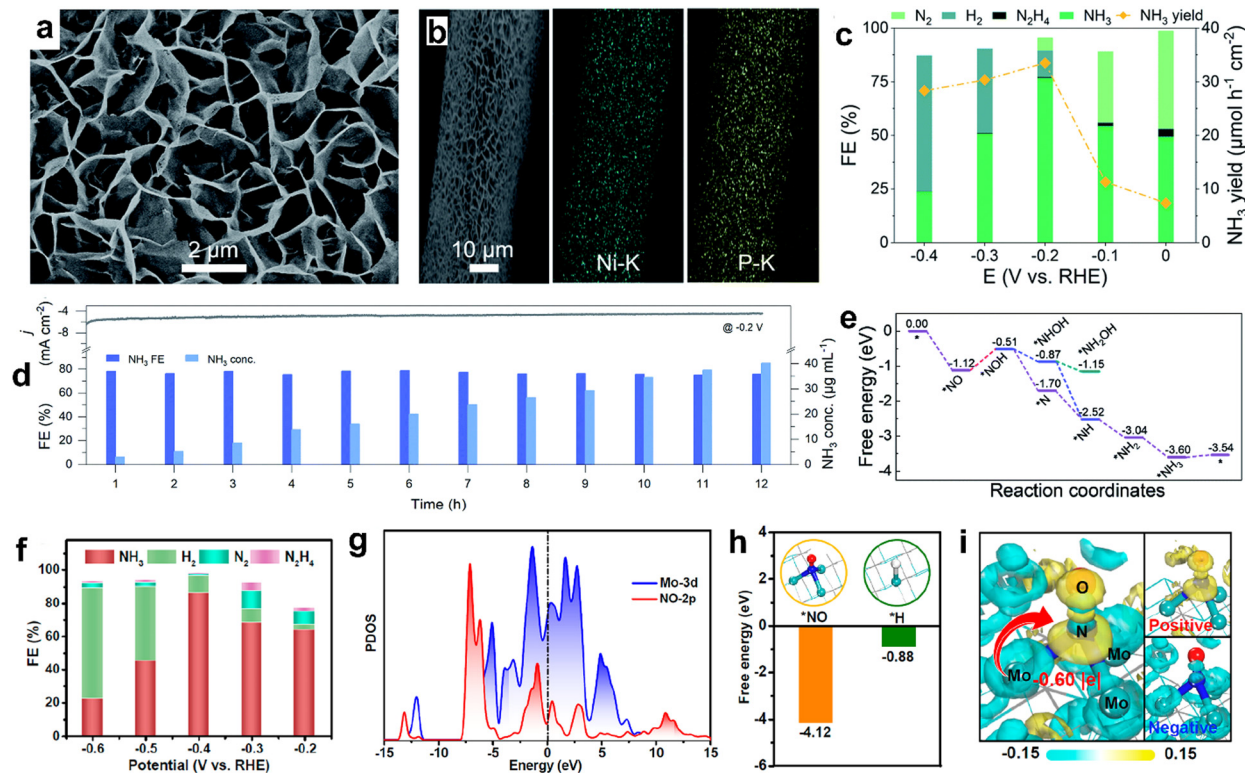 a
2 μm
b
10 μm
Ni-K
P-K
c
N2 H2 N2H4 NH3 NH3 yield
FE (%)
100
75
50
25
0
NH3 yield (μmol h-1 cm-2)
40
30
20
10
0
-0.4 -0.3 -0.2 -0.1 0
E (V vs. RHE)
d
j
(mA cm-2)
-4
-8
@ -0.2 V
NH3 FE NH3 conc.
FE (%)
80
60
40
20
0
NH3 conc. (μg mL-1)
40
30
20
10
0
1 2 3 4 5 6 7 8 9 10 11 12
Time (h)
e
Free energy (eV)
0
-1
-2
-3
-4
0.00
*
-1.12
*NO
-0.51
*NOH
*NHOH
-0.87
*NH2OH
-1.15
-1.70
*N
-2.52
*NH
-3.04
*NH2
-3.60
*NH3
-3.54
*
Reaction coordinates
f
NH3 H2 N2 N2H4
FE (%)
100
80
60
40
20
0
-0.6 -0.5 -0.4 -0.3 -0.2
Potential (V vs. RHE)
g
Mo-3d
NO-2p
PDOS
-15 -10 -5 0 5 10 15
Energy (eV)
h
Free energy (eV)
4
2
0
-2
-4
-6
*NO
*H
-4.12
-0.88
i
O
N
Mo
Mo
Mo
-0.60 |e|
Positive
Negative
-0.15 0.15